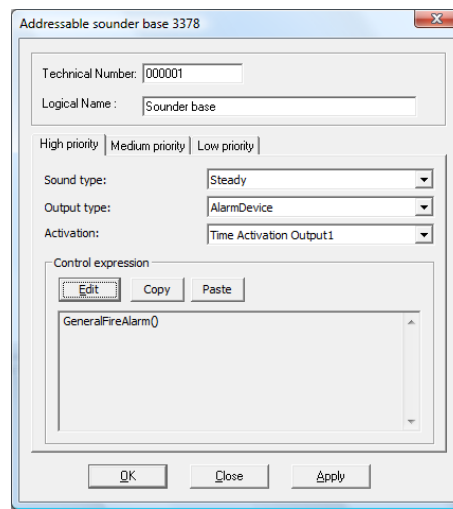 Addressable sounder base 3378
Technical Number: 000001
Logical Name : Sounder base
High priority Medium priority Low priority
Sound type: Steady
Output type: AlarmDevice
Activation: Time Activation Output1
Control expression
Edit Copy Paste
GeneralFireAlarm()
OK Close Apply